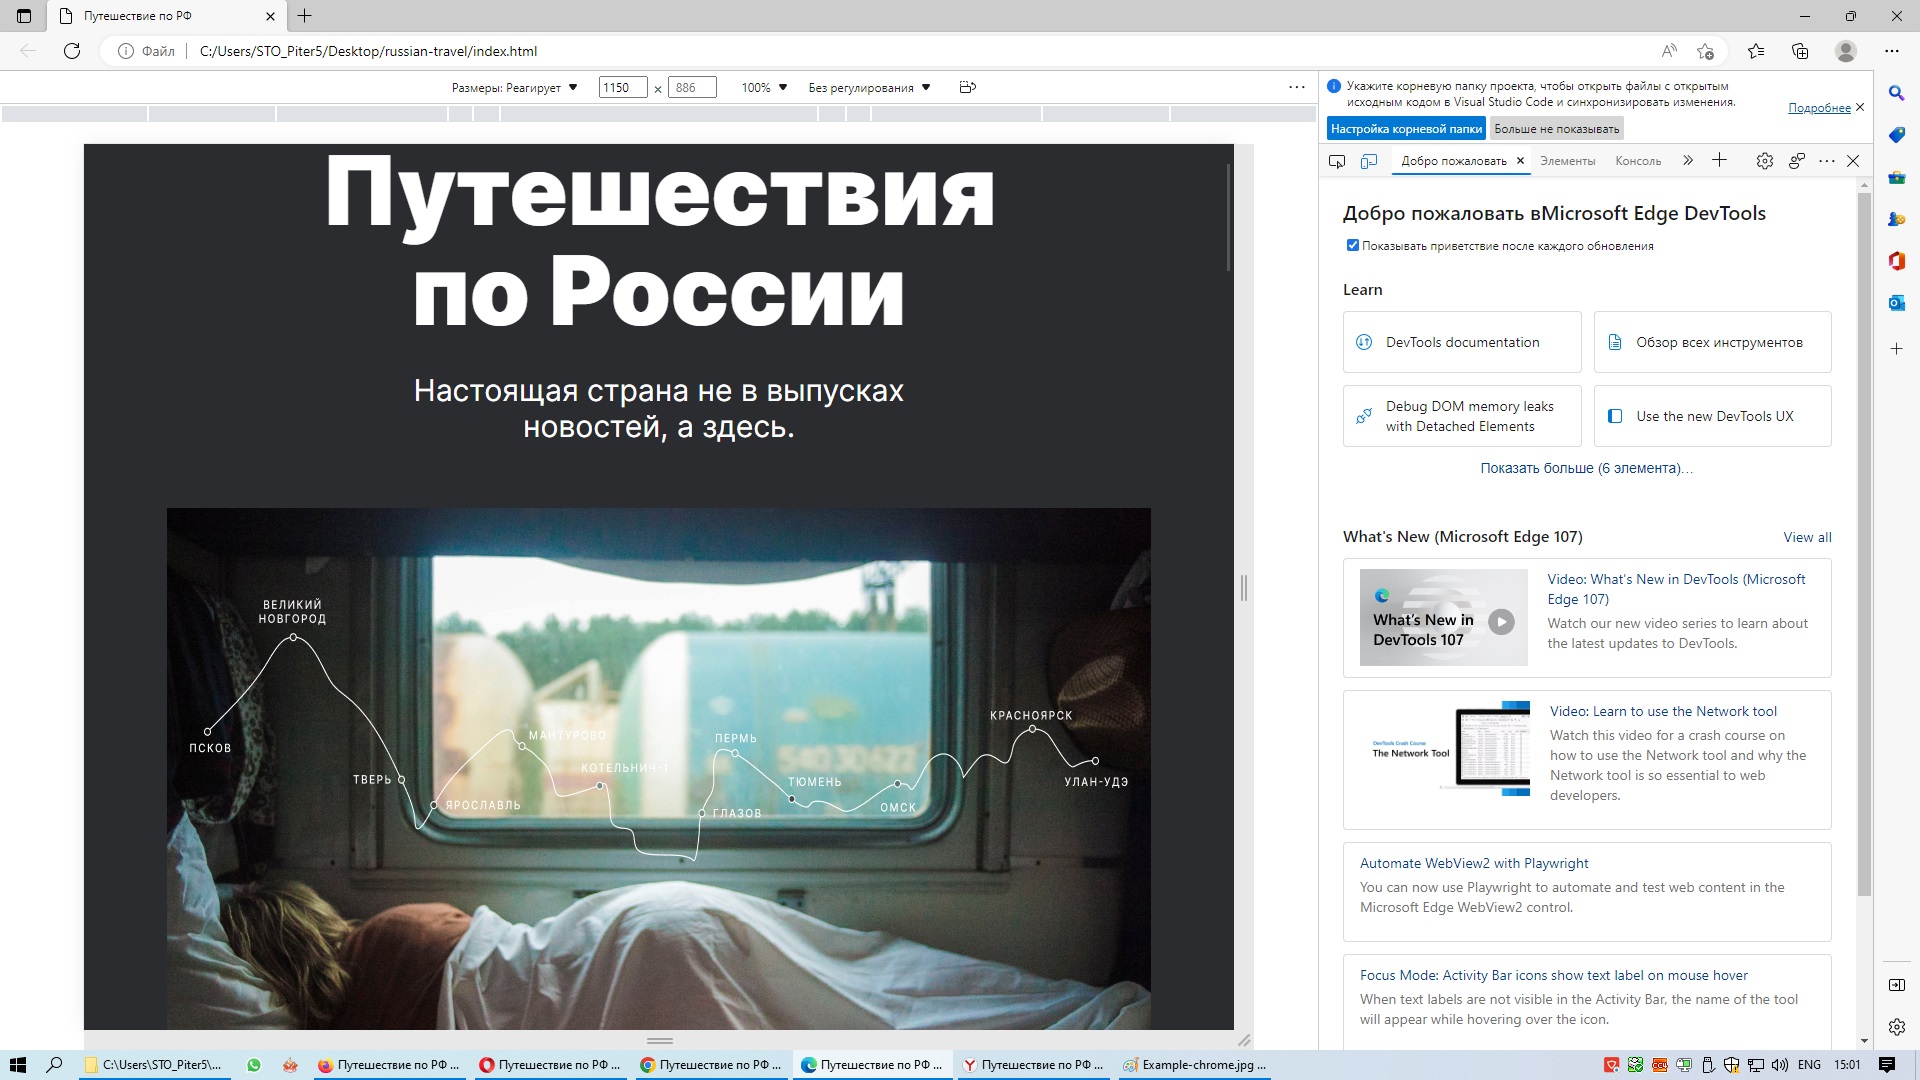 Путешествие по РФ
Файл
C:/Users/STO_Piter5/Desktop/russian-travel/index.html
Размеры: Реагирует
1150
x
886
100%
Без регулирования
Путешествия
по России
Настоящая страна не в выпусках
новостей, а здесь.
ВЕЛИКИЙ
НОВГОРОД
ПСКОВ
ТВЕРЬ
ЯРОСЛАВЛЬ
МАНТУРОВО
КОТЕЛЬНИЧ-1
ГЛАЗОВ
ПЕРМЬ
ТЮМЕНЬ
ОМСК
КРАСНОЯРСК
УЛАН-УДЭ
54030622
Укажите корневую папку проекта, чтобы открыть файлы с открытым
исходным кодом в Visual Studio Code и синхронизировать изменения.
Подробнее
Настройка корневой папки
Больше не показывать
Добро пожаловать
Элементы
Консоль
Добро пожаловать вMicrosoft Edge DevTools
Показывать приветствие после каждого обновления
Learn
DevTools documentation
Обзор всех инструментов
Debug DOM memory leaks
with Detached Elements
Use the new DevTools UX
Показать больше (6 элемента)...
What's New (Microsoft Edge 107)
View all
What's New in
DevTools 107
Video: What's New in DevTools (Microsoft
Edge 107)
Watch our new video series to learn about
the latest updates to DevTools.
DevTools Crash Course
The Network Tool
Video: Learn to use the Network tool
Watch this video for a crash course on
how to use the Network tool and why the
Network tool is so essential to web
developers.
Automate WebView2 with Playwright
You can now use Playwright to automate and test web content in the
Microsoft Edge WebView2 control.
Focus Mode: Activity Bar icons show text label on mouse hover
When text labels are not visible in the Activity Bar, the name of the tool
will appear while hovering over the icon.
C:\Users\STO_Piter5\...
Путешествие по РФ ...
Путешествие по РФ ...
Путешествие по РФ ...
Путешествие по РФ ...
Путешествие по РФ ...
Example-chrome.jpg ...
ENG
15:01